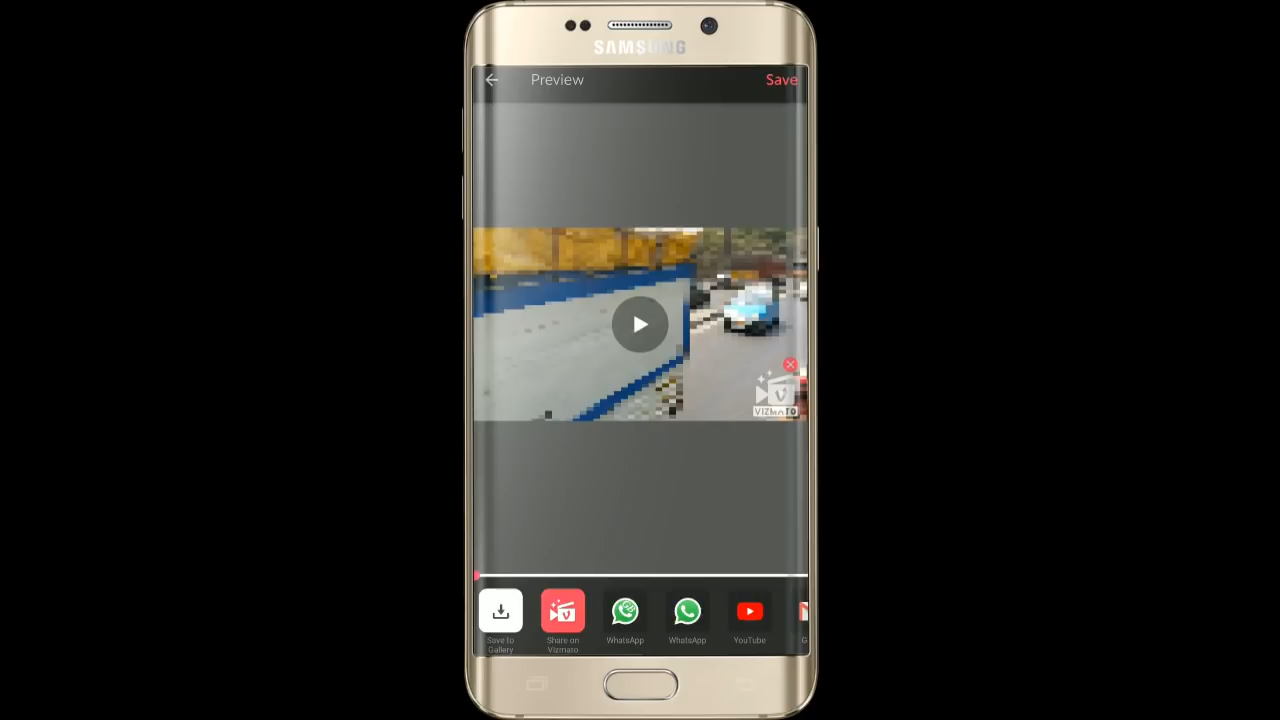 SAMSUNG
Preview
Save
VIZMATO
Save to
Gallery
Share on
Vizmato
WhatsApp
WhatsApp
YouTube
G